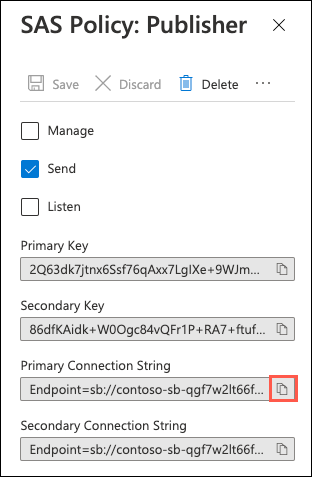 SAS Policy: Publisher
Save Discard Delete ...
Manage
Send
Listen
Primary Key
2Q63dk7jtnx6Ssf76qAxx7LgIXe+9WJm...
Secondary Key
86dfKAidk+W0Ogc84vQFr1P+RA7+ftuf...
Primary Connection String
Endpoint=sb://contoso-sb-qgf7w2lt66f...
Secondary Connection String
Endpoint=sb://contoso-sb-qgf7w2lt66f...